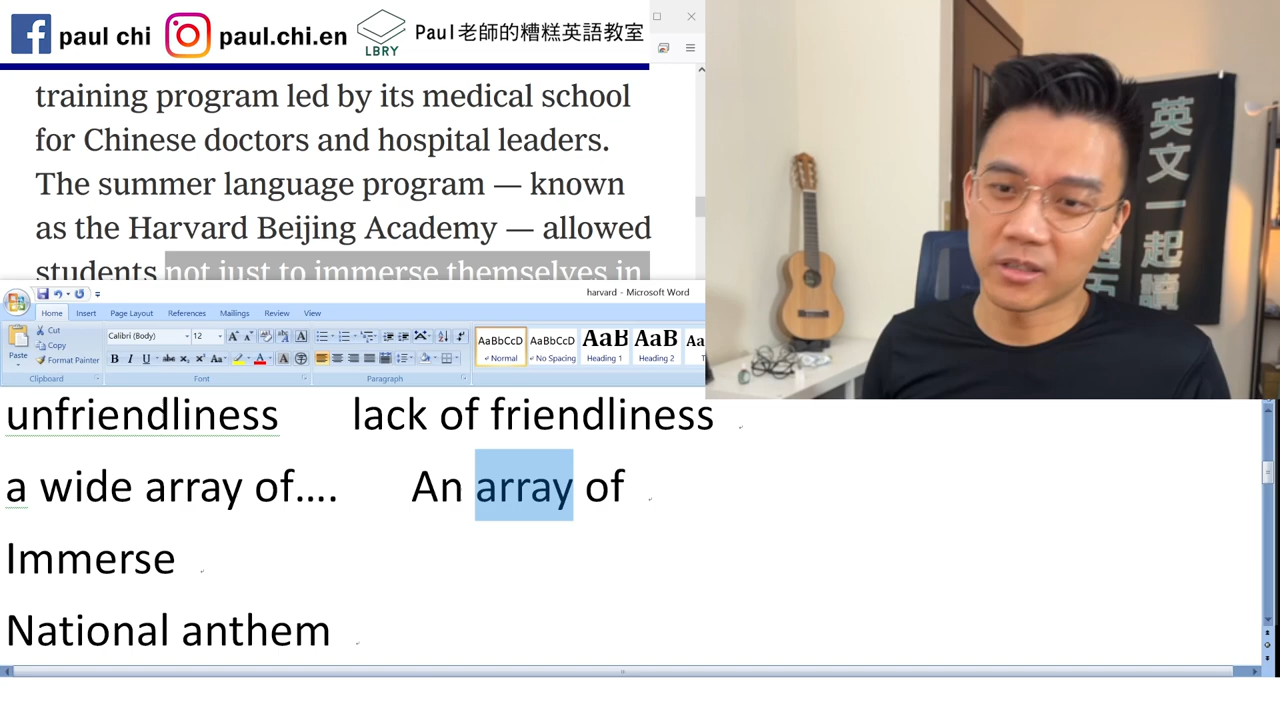 paul chi paul.chi.en LBRY Paul老師的糟糕英語教室
training program led by its medical school
for Chinese doctors and hospital leaders.
The summer language program — known
as the Harvard Beijing Academy — allowed
students not just to immerse themselves in
harvard - Microsoft Word
Home Insert Page Layout References Mailings Review View
Cut
Copy
Format Painter
Paste
Clipboard
Calibri (Body) 12
Font
Paragraph
AaBbCcD AaBbCcD AaB AaB Aa
Normal No Spacing Heading 1 Heading 2 T
unfriendliness lack of friendliness
a wide array of.... An array of
Immerse
National anthem
英文一起讀
週五